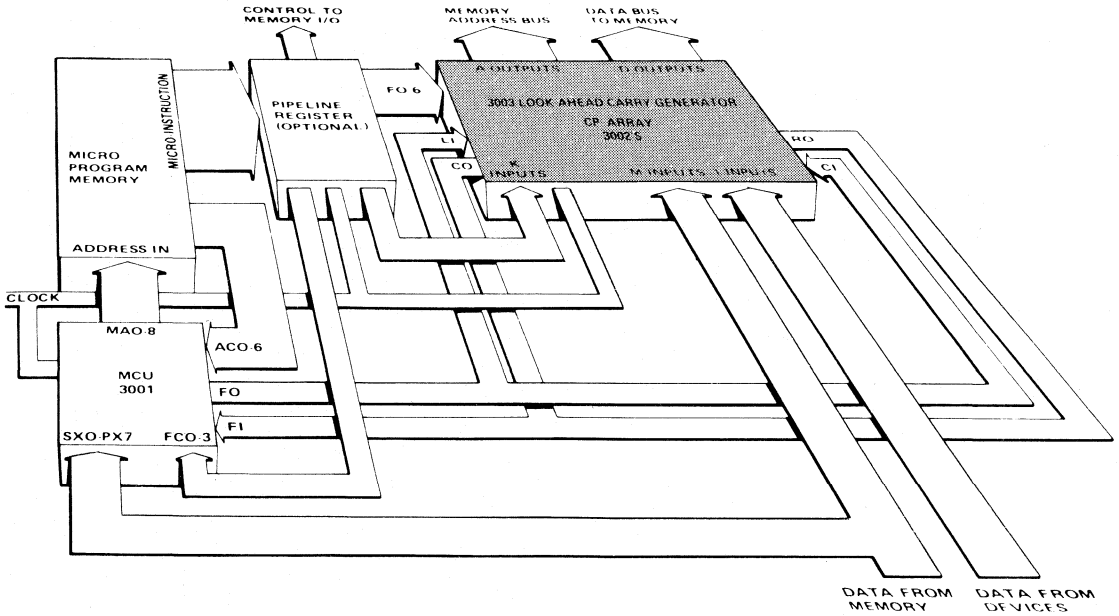 CONTROL TO
MEMORY I/O
MEMORY
ADDRESS BUS
DATA BUS
TO MEMORY
A OUTPUTS
D OUTPUTS
MICRO-INSTRUCTION
MICRO
PROGRAM
MEMORY
PIPELINE
REGISTER
(OPTIONAL)
FO-6
3003 LOOK AHEAD CARRY GENERATOR
CP ARRAY
3002'S
LI
CO
K
INPUTS
M INPUTS
I INPUTS
RO
CI
ADDRESS IN
CLOCK
MAO-8
ACO-6
MCU
3001
FO
FI
SXO-PX7
FCO-3
DATA FROM
MEMORY
DATA FROM
DEVICES